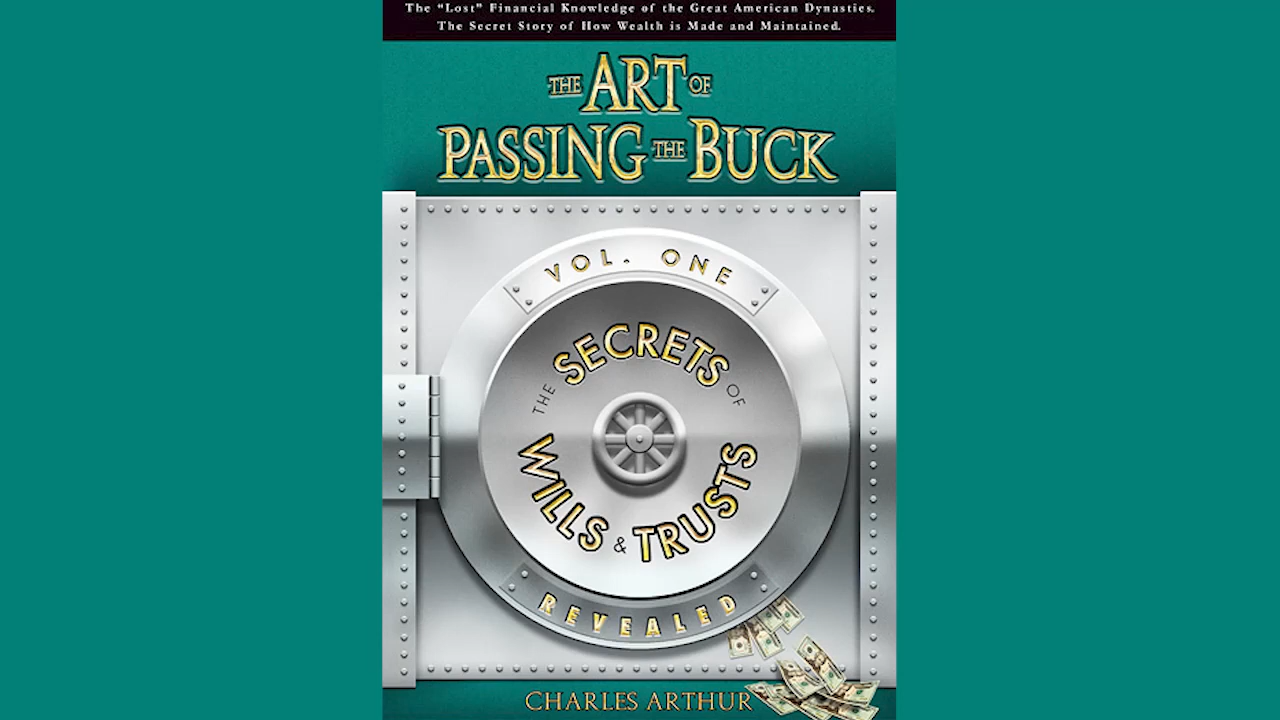 The “Lost” Financial Knowledge of the Great American Dynasties.
The Secret Story of How Wealth is Made and Maintained.
THE ART OF
PASSING THE BUCK
VOL. ONE
THE SECRETS OF
WILLS & TRUSTS
REVEALED
CHARLES ARTHUR